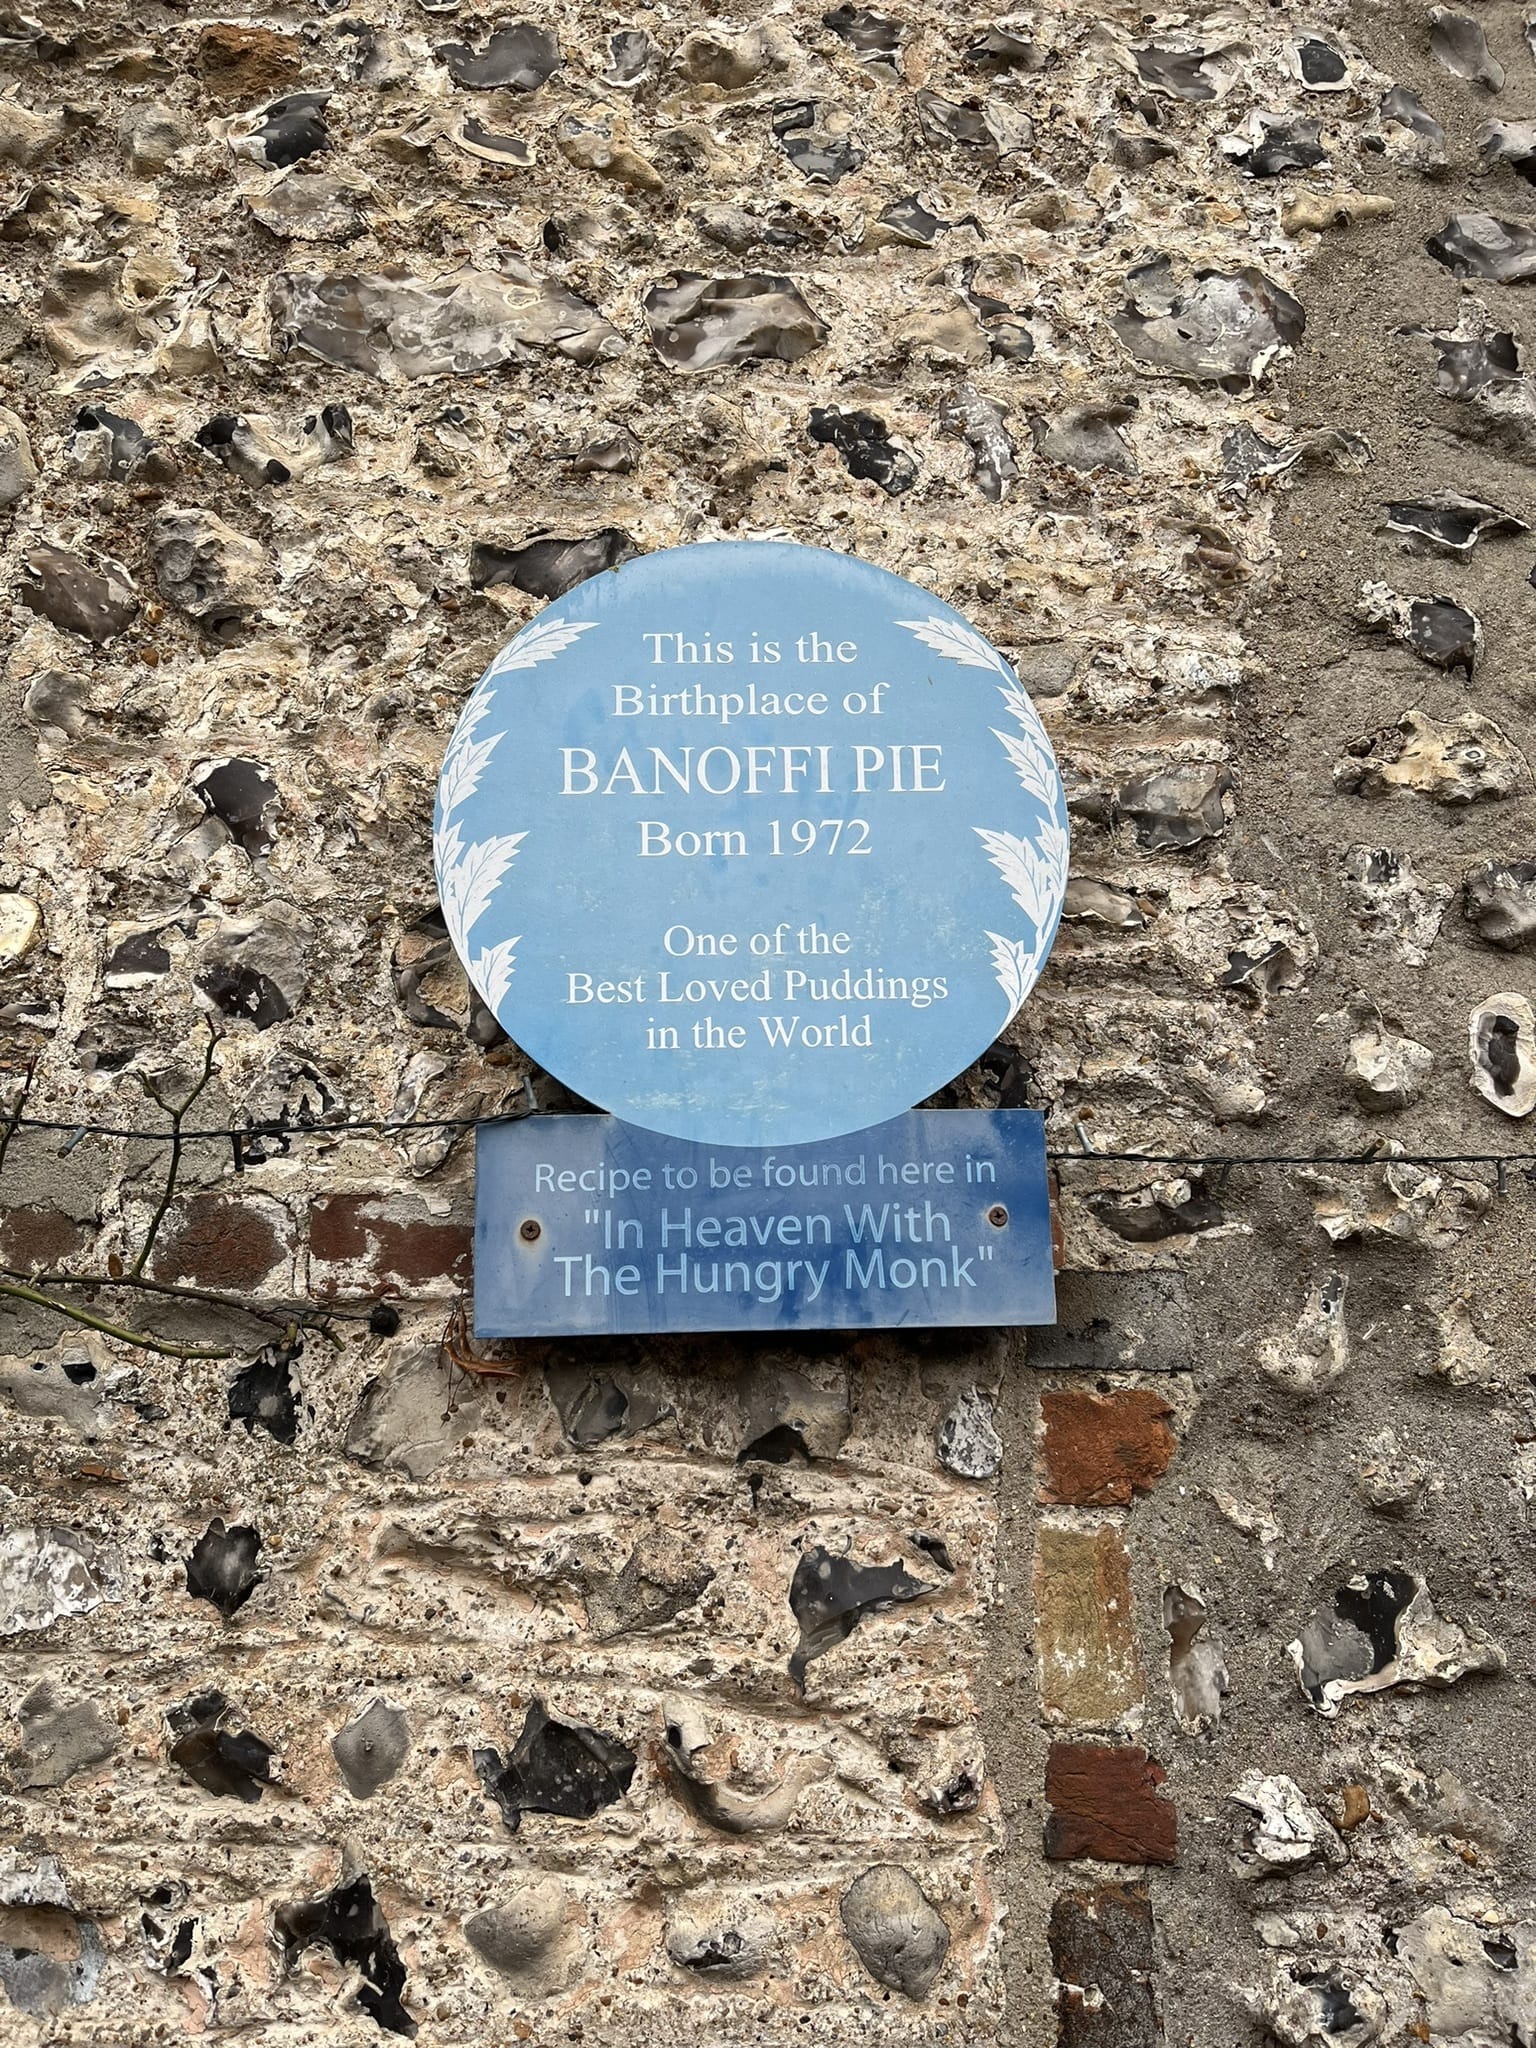 This is the
Birthplace of
BANOFFI PIE
Born 1972
One of the
Best Loved Puddings
in the World
Recipe to be found here in
"In Heaven With
The Hungry Monk"